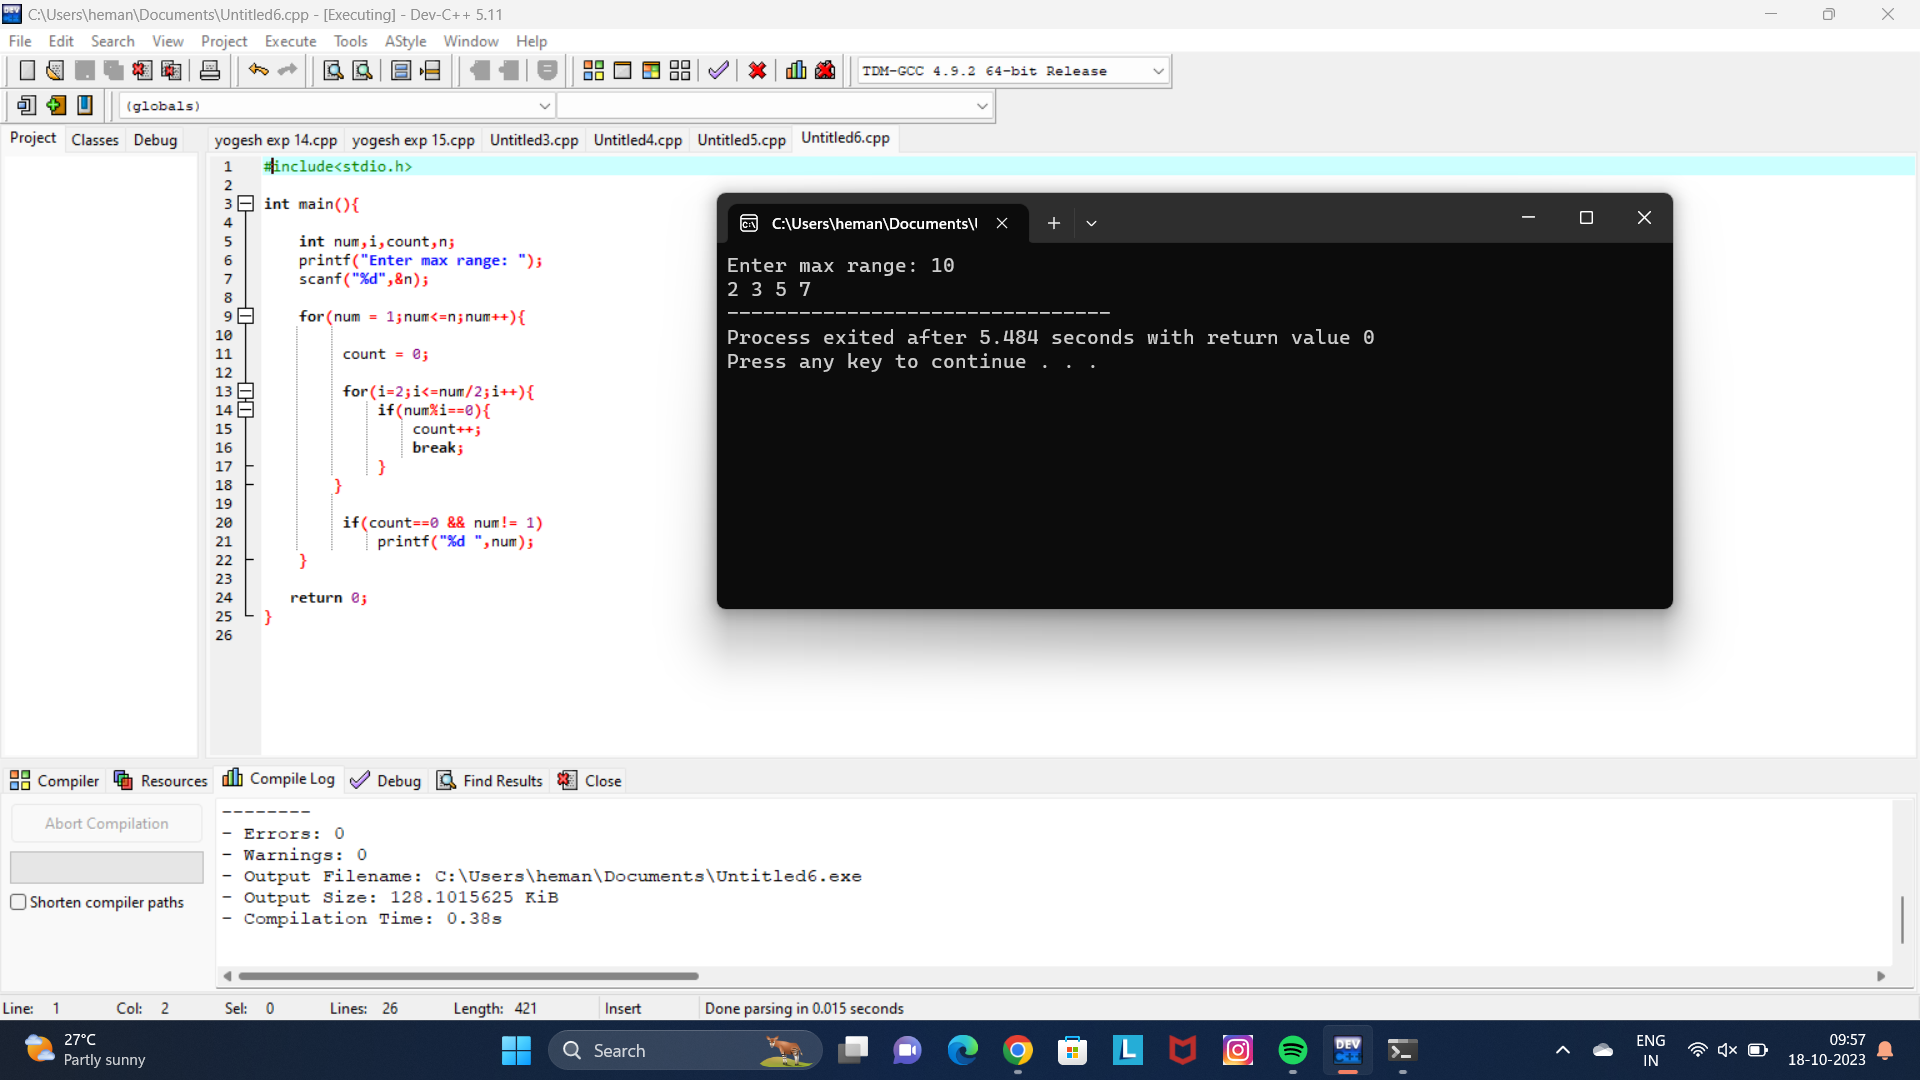 C:\Users\heman\Documents\Untitled6.cpp - [Executing] - Dev-C++ 5.11
File Edit Search View Project Execute Tools AStyle Window Help
TDM-GCC 4.9.2 64-bit Release
(globals)
Project Classes Debug
yogesh exp 14.cpp yogesh exp 15.cpp Untitled3.cpp Untitled4.cpp Untitled5.cpp Untitled6.cpp
1 #include<stdio.h>
2
3 int main(){
4
5 int num,i,count,n;
6 printf("Enter max range: ");
7 scanf("%d",&n);
8
9 for(num = 1;num<=n;num++){
10
11 count = 0;
12
13 for(i=2;i<=num/2;i++){
14 if(num%i==0){
15 count++;
16 break;
17 }
18 }
19
20 if(count==0 && num!= 1)
21 printf("%d ",num);
22 }
23
24 return 0;
25 }
26
C:\Users\heman\Documents\
Enter max range: 10
2 3 5 7
--------------------------------
Process exited after 5.484 seconds with return value 0
Press any key to continue . . .
Compiler Resources Compile Log Debug Find Results Close
Abort Compilation
Shorten compiler paths
--------
- Errors: 0
- Warnings: 0
- Output Filename: C:\Users\heman\Documents\Untitled6.exe
- Output Size: 128.1015625 KiB
- Compilation Time: 0.38s
Line: 1 Col: 2 Sel: 0 Lines: 26 Length: 421 Insert Done parsing in 0.015 seconds
27°C
Partly sunny
Search
L
DEV
C++
ENG
IN
09:57
18-10-2023